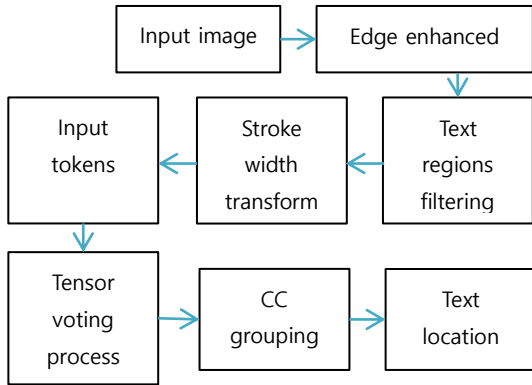 Input image
Edge enhanced
Text
regions
filtering
Stroke
width
transform
Input
tokens
Tensor
voting
process
CC
grouping
Text
location